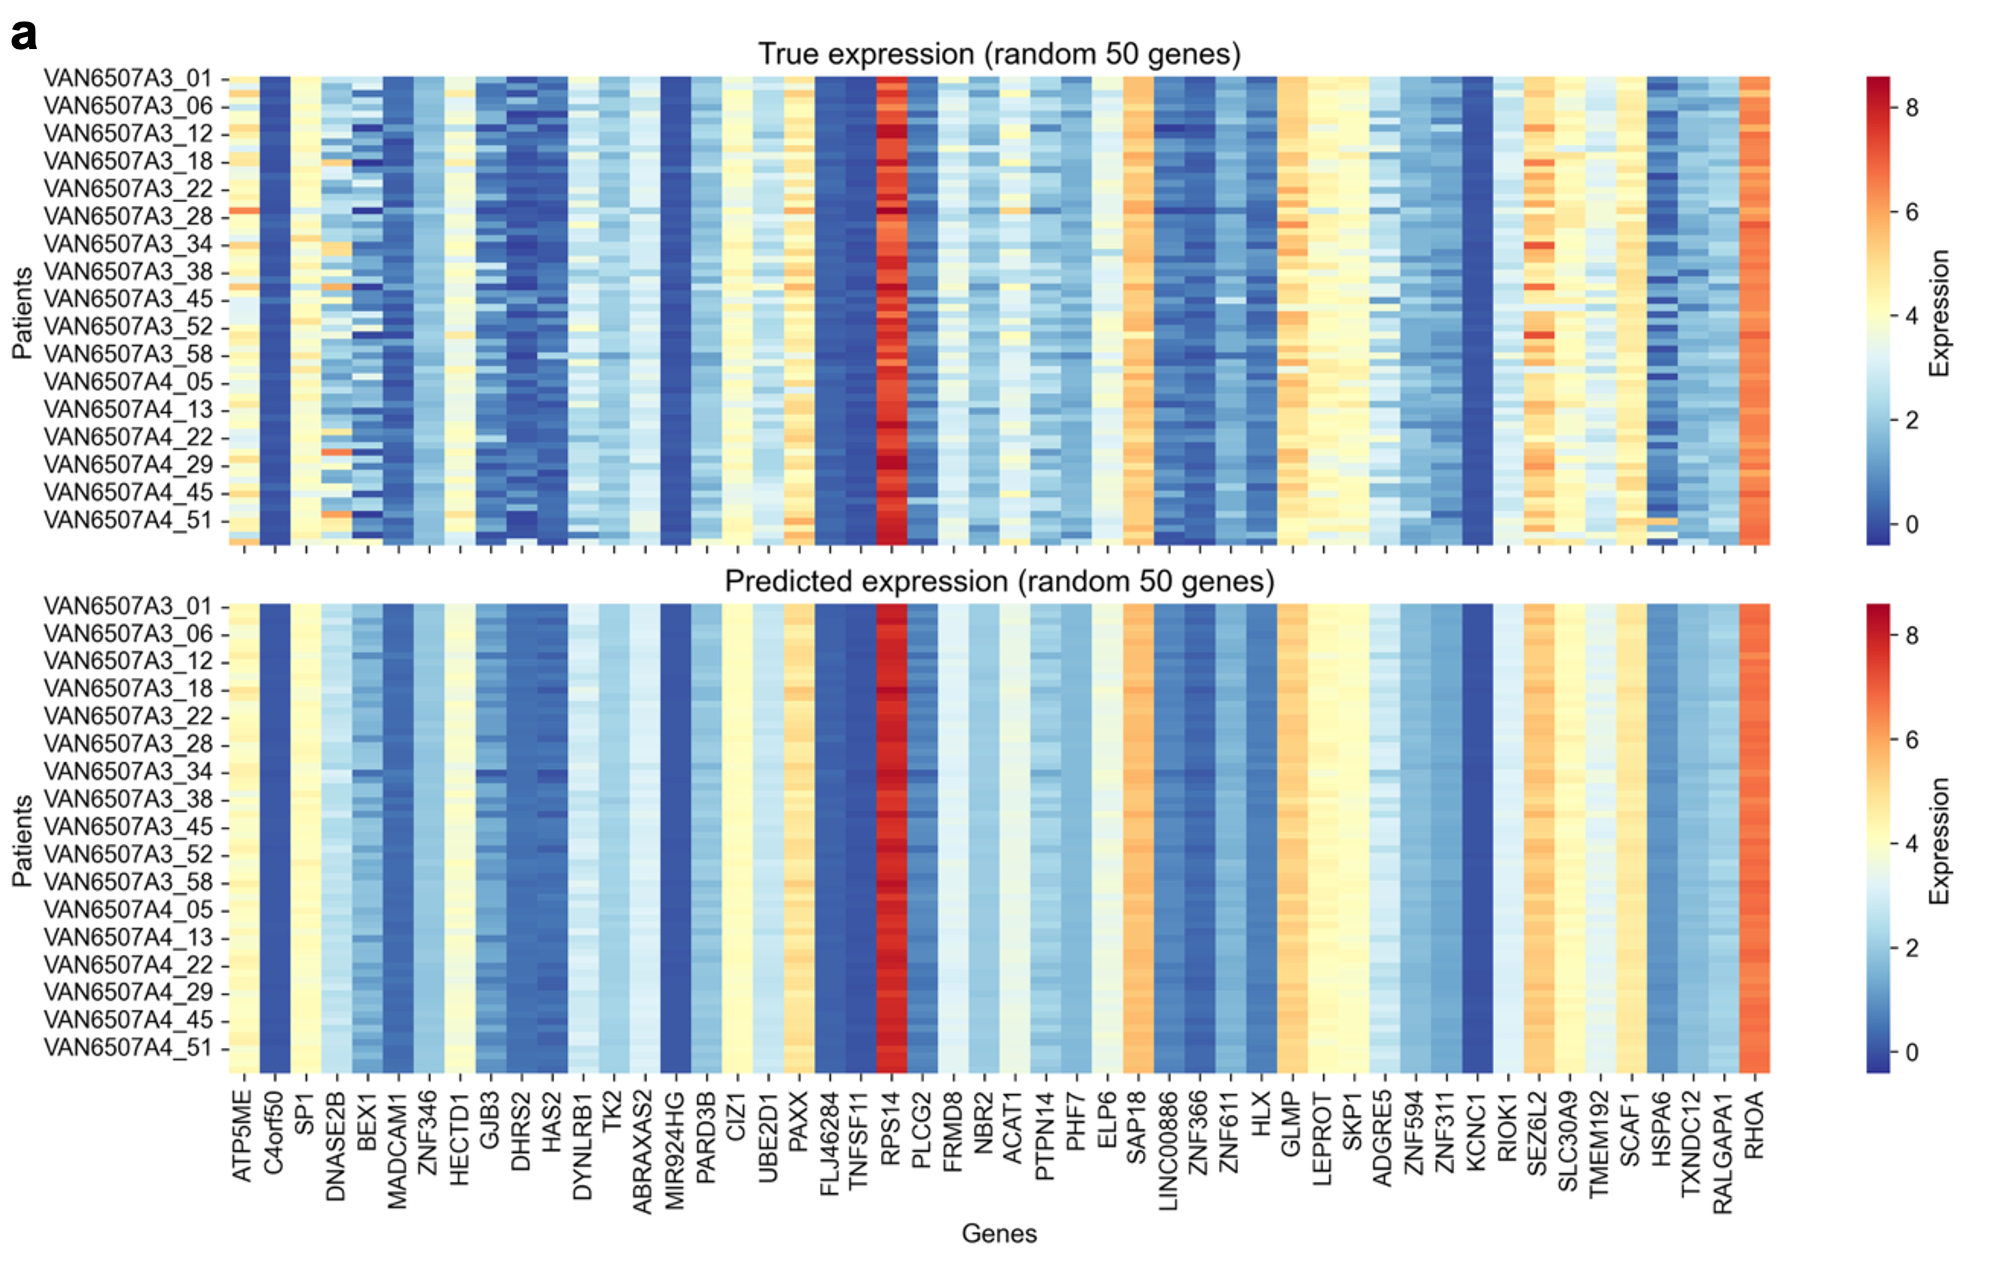 a
True expression (random 50 genes)
VAN6507A3_01
VAN6507A3_06
VAN6507A3_12
VAN6507A3_18
VAN6507A3_22
VAN6507A3_28
VAN6507A3_34
VAN6507A3_38
VAN6507A3_45
VAN6507A3_52
VAN6507A3_58
VAN6507A4_05
VAN6507A4_13
VAN6507A4_22
VAN6507A4_29
VAN6507A4_45
VAN6507A4_51
Patients
8
6
4
2
0
Expression
Predicted expression (random 50 genes)
VAN6507A3_01
VAN6507A3_06
VAN6507A3_12
VAN6507A3_18
VAN6507A3_22
VAN6507A3_28
VAN6507A3_34
VAN6507A3_38
VAN6507A3_45
VAN6507A3_52
VAN6507A3_58
VAN6507A4_05
VAN6507A4_13
VAN6507A4_22
VAN6507A4_29
VAN6507A4_45
VAN6507A4_51
Patients
8
6
4
2
0
Expression
ATP5ME
C4orf50
SP1
DNASE2B
BEX1
MADCAM1
ZNF346
HECTD1
GJB3
DHRS2
HAS2
DYNLRB1
TK2
ABRAXAS2
MIR924HG
PARD3B
CIZ1
UBE2D1
PAXX
FLJ46284
TNFSF11
RPS14
PLCG2
FRMD8
NBR2
ACAT1
PTPN14
PHF7
ELP6
SAP18
LINC00886
ZNF366
ZNF611
HLX
GLMP
LEPROT
SKP1
ADGRE5
ZNF594
ZNF311
KCNC1
RIOK1
SEZ6L2
SLC30A9
TMEM192
SCAF1
HSPA6
TXNDC12
RALGAPA1
RHOA
Genes